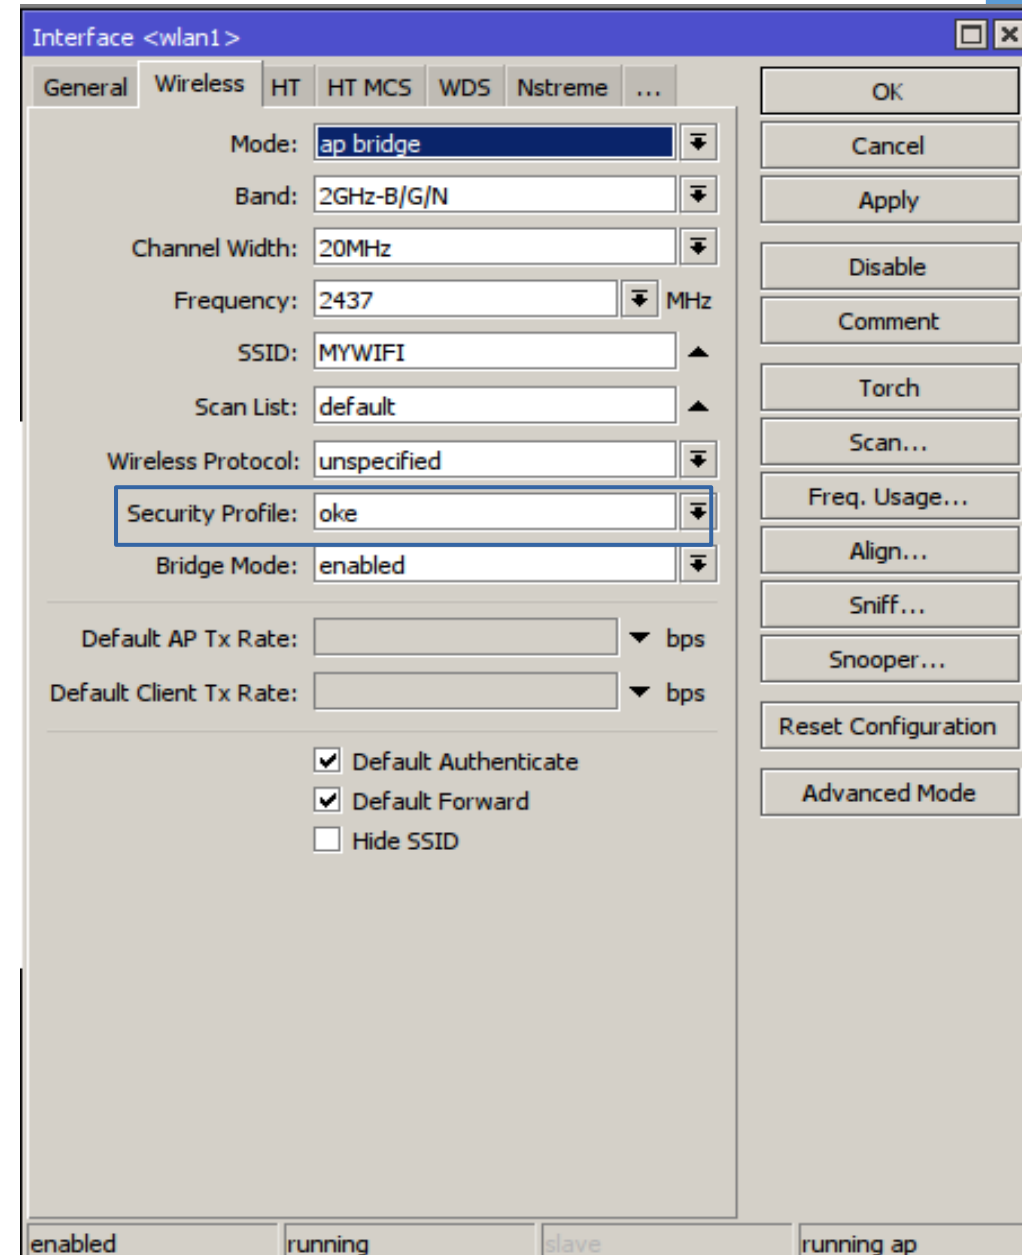 Interface <wlan1>
General Wireless HT HT MCS WDS Nstreme ...
Mode: ap bridge
Band: 2GHz-B/G/N
Channel Width: 20MHz
Frequency: 2437 MHz
SSID: MYWIFI
Scan List: default
Wireless Protocol: unspecified
Security Profile: oke
Bridge Mode: enabled
Default AP Tx Rate: bps
Default Client Tx Rate: bps
Default Authenticate
Default Forward
Hide SSID
OK
Cancel
Apply
Disable
Comment
Torch
Scan...
Freq. Usage...
Align...
Sniff...
Snooper...
Reset Configuration
Advanced Mode
enabled running slave running ap